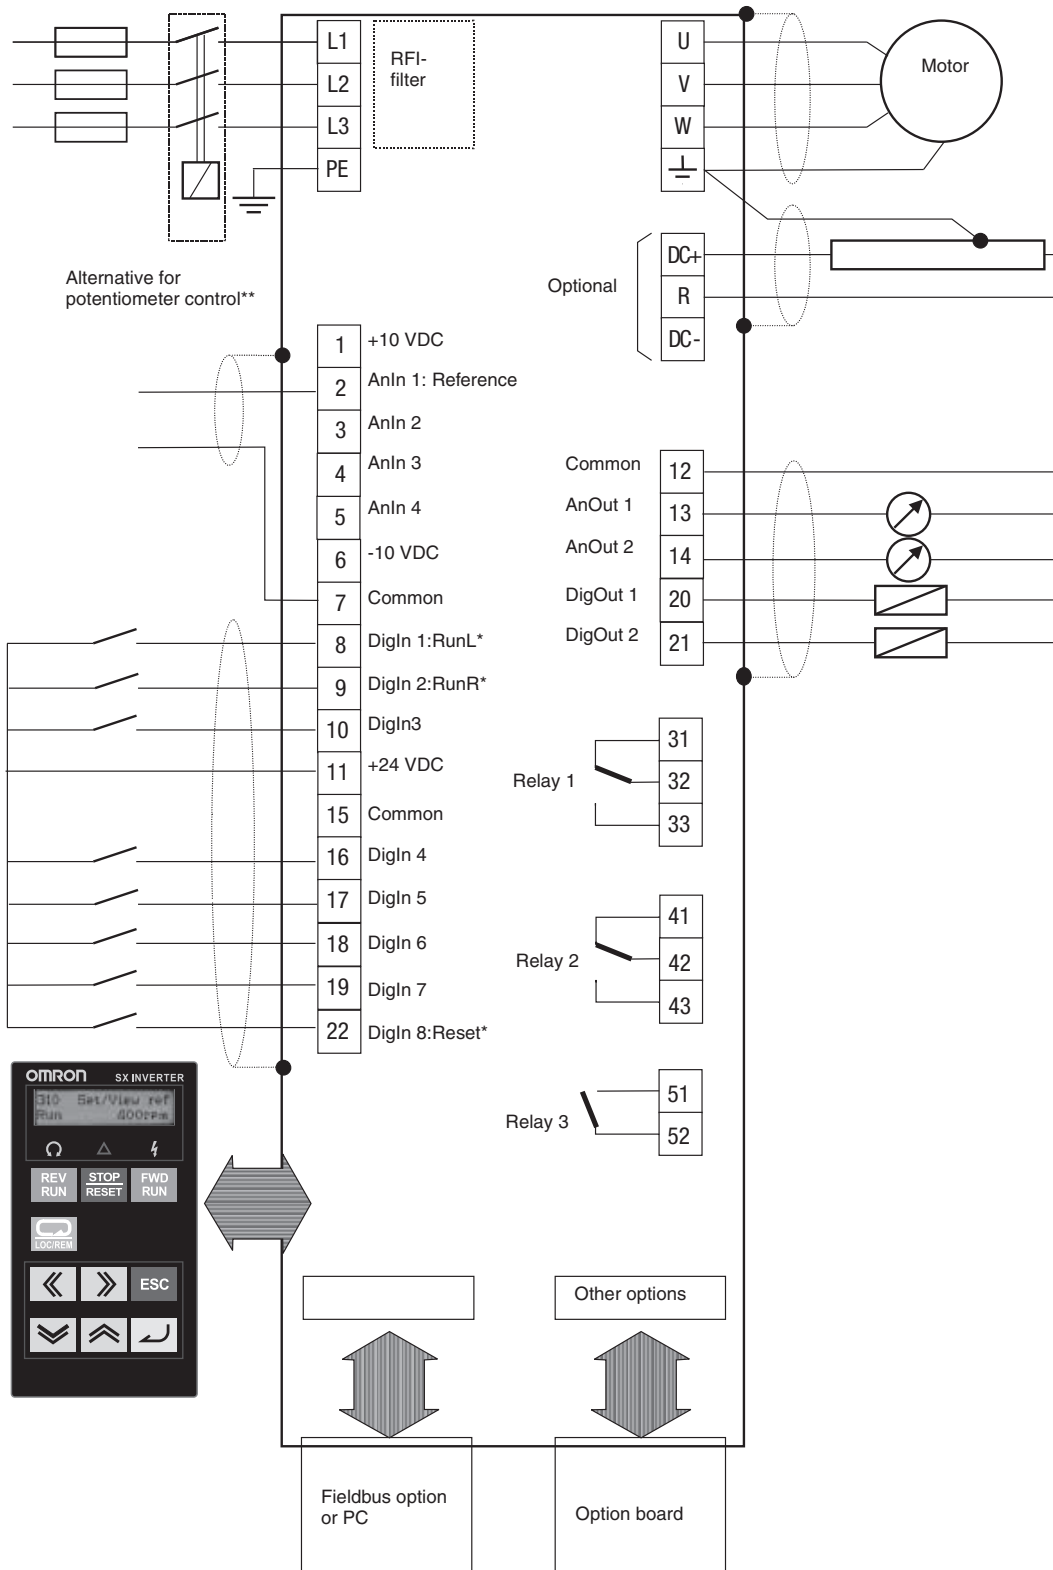 L1
L2
L3
PE
RFI-
filter
U
V
W
Motor
Alternative for
potentiometer control**
Optional
DC+
R
DC-
1 +10 VDC
2 AnIn 1: Reference
3 AnIn 2
4 AnIn 3
5 AnIn 4
6 -10 VDC
7 Common
8 DigIn 1:RunL*
9 DigIn 2:RunR*
10 DigIn3
11 +24 VDC
15 Common
16 DigIn 4
17 DigIn 5
18 DigIn 6
19 DigIn 7
22 DigIn 8:Reset*
Common 12
AnOut 1 13
AnOut 2 14
DigOut 1 20
DigOut 2 21
Relay 1
31
32
33
Relay 2
41
42
43
Relay 3
51
52
OMRON SX INVERTER
310 Set/View ref
Run 400rpm
REV
RUN
STOP
RESET
FWD
RUN
LOC/REM
ESC
Other options
Fieldbus option
or PC
Option board